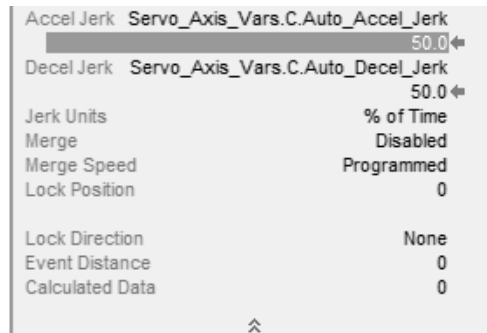 Accel Jerk Servo_Axis_Vars.C.Auto_Accel_Jerk
50.0
Decel Jerk Servo_Axis_Vars.C.Auto_Decel_Jerk
50.0
Jerk Units % of Time
Merge Disabled
Merge Speed Programmed
Lock Position 0
Lock Direction None
Event Distance 0
Calculated Data 0